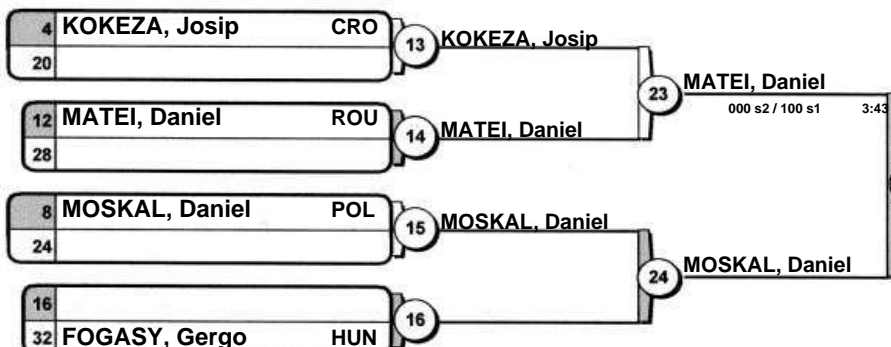 4 KOKEZA, Josip CRO
20
13 KOKEZA, Josip
12 MATEI, Daniel ROU
28
14 MATEI, Daniel
23 MATEI, Daniel
000 s2 / 100 s1 3:43
8 MOSKAL, Daniel POL
24
15 MOSKAL, Daniel
16
32 FOGASY, Gergo HUN
16
24 MOSKAL, Daniel